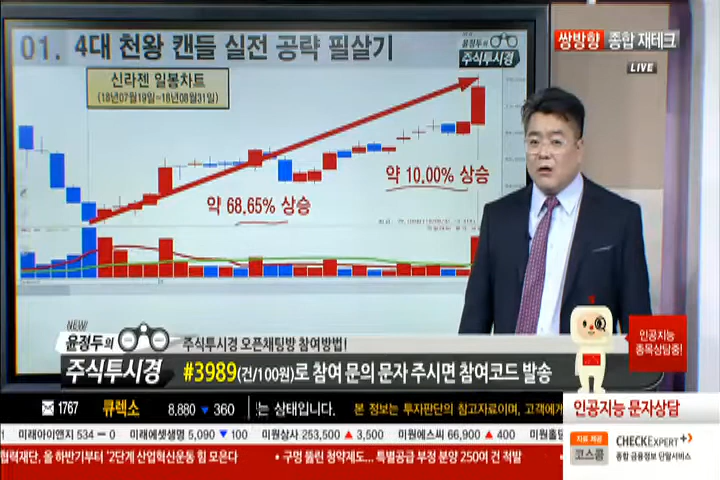 01. 4대 천왕 캔들 실전 공략 필살기
윤정두의
주식투시경
쌍방향 종합 재테크
LIVE
신라젠 일봉차트
(18년07월19일~18년08월31일)
약 68.65% 상승
약 10.00% 상승
NEW
윤정두의
주식투시경
주식투시경 오픈채팅방 참여방법!
#3989(건/100원)로 참여 문의 문자 주시면 참여코드 발송
인공지능
종목상담중!
1767
큐렉소
8,880 ▼ 360
는 상태입니다.
본 정보는 투자판단의 참고자료이며, 고객에게
인공지능 문자상담
미래아이앤지 534 ─ 0 미래에셋생명 5,090 ▼ 100 미원상사 253,500 ▲ 3,500 미원에스씨 66,900 ▲ 400 미원홀딩
자료 제공
코스콤
CHECKEXPERT+
종합 금융정보 단말서비스
협력재단, 올 하반기부터 '2단계 산업혁신운동 힘 모은다
• 구멍 뚫린 청약제도... 특별공급 부정 분양 250여 건 적발